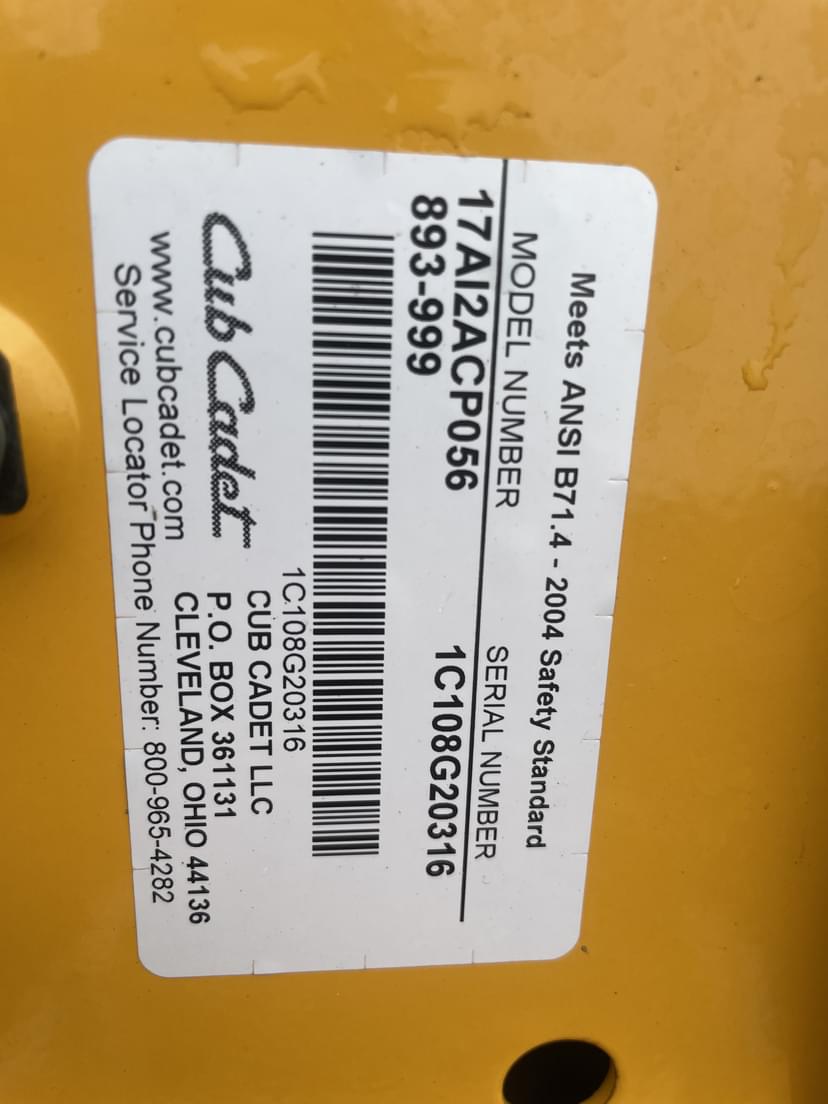 Meets ANSI B71.4 - 2004 Safety Standard
MODEL NUMBER SERIAL NUMBER
17AI2ACP056 1C108G20316
893-999
1C108G20316
Cub Cadet CUB CADET LLC
P.O. BOX 361131
www.cubcadet.com CLEVELAND, OHIO 44136
Service Locator Phone Number: 800-965-4282